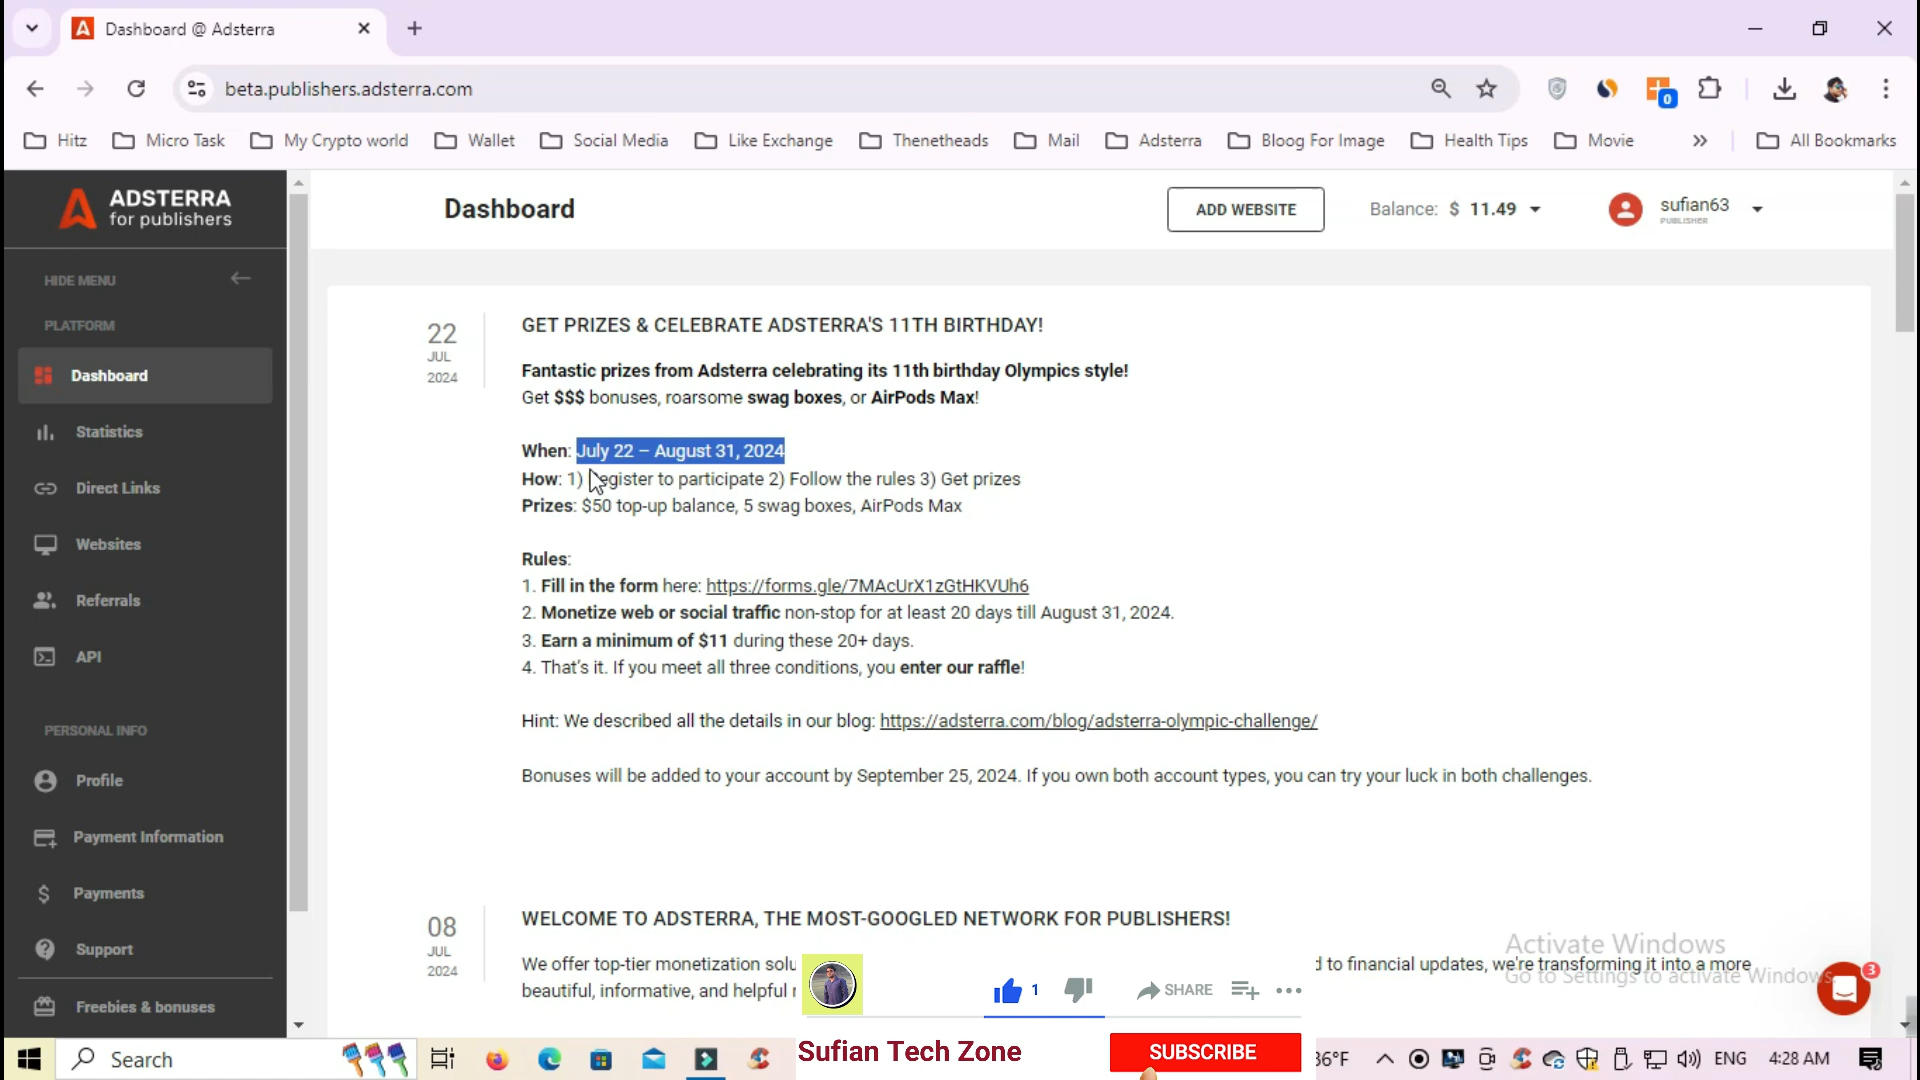 Dashboard @ Adsterra
beta.publishers.adsterra.com
0
Hitz
Micro Task
My Crypto world
Wallet
Social Media
Like Exchange
Thenetheads
Mail
Adsterra
Bloog For Image
Health Tips
Movie
All Bookmarks
ADSTERRA
for publishers
Dashboard
ADD WEBSITE
Balance: $ 11.49
sufian63
PUBLISHER
HIDE MENU
PLATFORM
Dashboard
Statistics
Direct Links
Websites
Referrals
API
PERSONAL INFO
Profile
Payment Information
Payments
Support
Freebies & bonuses
22
JUL
2024
GET PRIZES & CELEBRATE ADSTERRA'S 11TH BIRTHDAY!
Fantastic prizes from Adsterra celebrating its 11th birthday Olympics style!
Get $$$ bonuses, roarsome swag boxes, or AirPods Max!
When: July 22 – August 31, 2024
How: 1) Register to participate 2) Follow the rules 3) Get prizes
Prizes: $50 top-up balance, 5 swag boxes, AirPods Max
Rules:
1. Fill in the form here: https://forms.gle/7MAcUrX1zGtHKVUh6
2. Monetize web or social traffic non-stop for at least 20 days till August 31, 2024.
3. Earn a minimum of $11 during these 20+ days.
4. That's it. If you meet all three conditions, you enter our raffle!
Hint: We described all the details in our blog: https://adsterra.com/blog/adsterra-olympic-challenge/
Bonuses will be added to your account by September 25, 2024. If you own both account types, you can try your luck in both challenges.
08
JUL
2024
WELCOME TO ADSTERRA, THE MOST-GOOGLED NETWORK FOR PUBLISHERS!
We offer top-tier monetization solu d to financial updates, we're transforming it into a more
beautiful, informative, and helpful
Activate Windows
Go to Settings to activate Windows
3
1
SHARE
Sufian Tech Zone
SUBSCRIBE
Search
86°F
ENG
4:28 AM